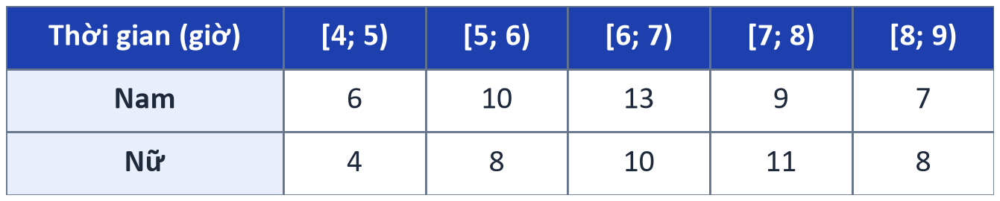 Thời gian (giờ) [4; 5) [5; 6) [6; 7) [7; 8) [8; 9)
Nam 6 10 13 9 7
Nữ 4 8 10 11 8